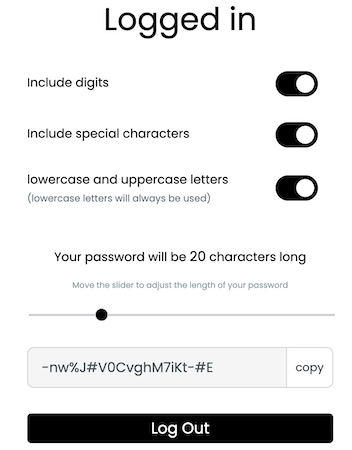 Logged in
Include digits
Include special characters
lowercase and uppercase letters
(lowercase letters will always be used)
Your password will be 20 characters long
Move the slider to adjust the length of your password
-nw%J#V0CvghM7iKt-#E
copy
Log Out